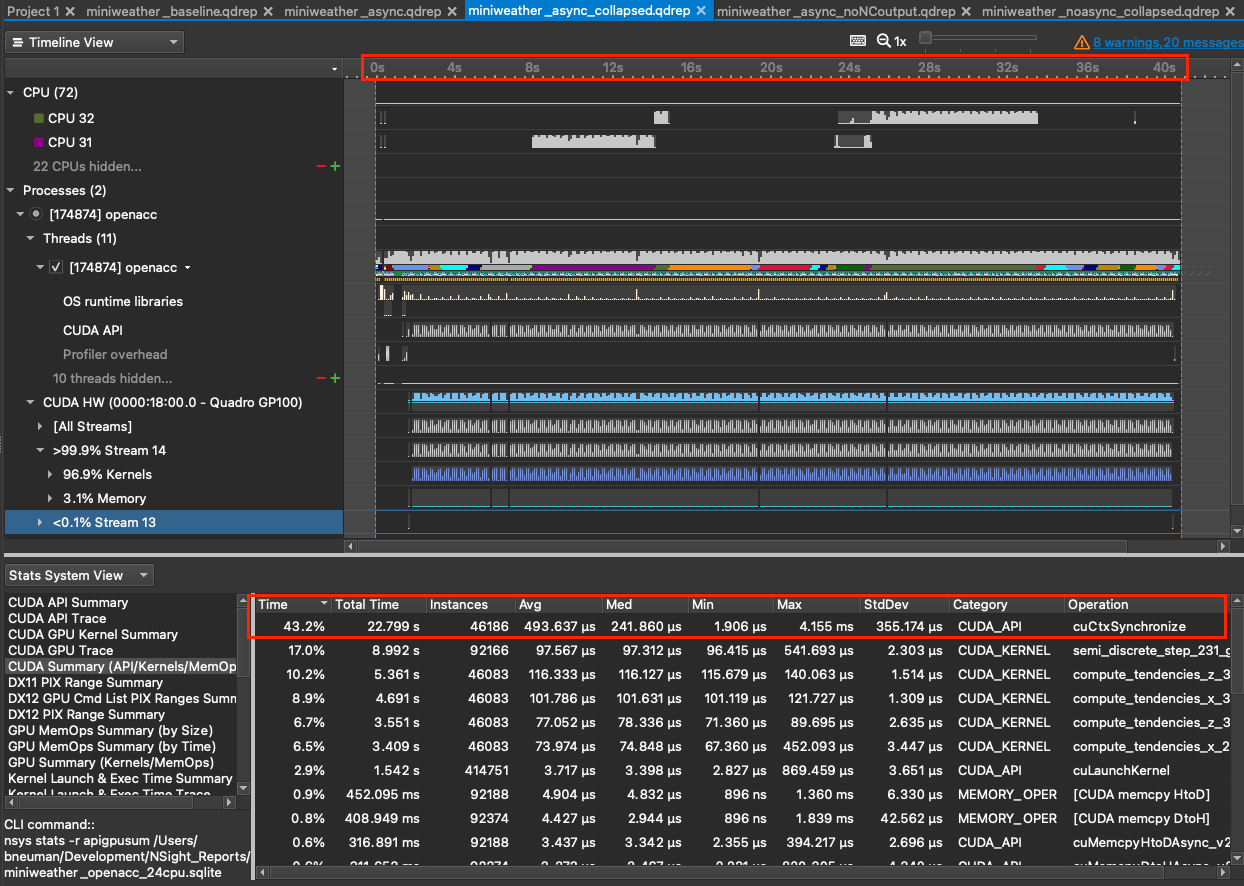 Project 1 miniweather _baseline.qdrep miniweather _async.qdrep miniweather _async_collapsed.qdrep miniweather _async_noNCoutput.qdrep miniweather _noasync_collapsed.qdrep
Timeline View 1x 8 warnings,20 messages
0s 4s 8s 12s 16s 20s 24s 28s 32s 36s 40s
CPU (72)
CPU 32
CPU 31
22 CPUs hidden...
Processes (2)
[174874] openacc
Threads (11)
[174874] openacc
OS runtime libraries
CUDA API
Profiler overhead
10 threads hidden...
CUDA HW (0000:18:00.0 - Quadro GP100)
[All Streams]
>99.9% Stream 14
96.9% Kernels
3.1% Memory
<0.1% Stream 13
Stats System View
CUDA API Summary
CUDA API Trace
CUDA GPU Kernel Summary
CUDA GPU Trace
CUDA Summary (API/Kernels/MemOp
DX11 PIX Range Summary
DX12 GPU Cmd List PIX Ranges Summ
DX12 PIX Range Summary
GPU MemOps Summary (by Size)
GPU MemOps Summary (by Time)
GPU Summary (Kernels/MemOps)
Kernel Launch & Exec Time Summary
Kernel Launch & Exec Time Trace
CLI command::
nsys stats -r apigpusum /Users/
bneuman/Development/NSight_Reports/
miniweather_openacc_24cpu.sqlite
Time Total Time Instances Avg Med Min Max StdDev Category Operation
43.2% 22.799 s 46186 493.637 μs 241.860 μs 1.906 μs 4.155 ms 355.174 μs CUDA_API cuCtxSynchronize
17.0% 8.992 s 92166 97.567 μs 97.312 μs 96.415 μs 541.693 μs 2.303 μs CUDA_KERNEL semi_discrete_step_231_g
10.2% 5.361 s 46083 116.333 μs 116.127 μs 115.679 μs 140.063 μs 1.514 μs CUDA_KERNEL compute_tendencies_z_3
8.9% 4.691 s 46083 101.786 μs 101.631 μs 101.119 μs 121.727 μs 1.309 μs CUDA_KERNEL compute_tendencies_x_3
6.7% 3.551 s 46083 77.052 μs 78.336 μs 71.360 μs 89.695 μs 2.635 μs CUDA_KERNEL compute_tendencies_z_3
6.5% 3.409 s 46083 73.974 μs 74.848 μs 67.360 μs 452.093 μs 3.447 μs CUDA_KERNEL compute_tendencies_x_2
2.9% 1.542 s 414751 3.717 μs 3.398 μs 2.827 μs 869.459 μs 3.651 μs CUDA_API cuLaunchKernel
0.9% 452.095 ms 92188 4.904 μs 4.832 μs 896 ns 1.360 ms 6.330 μs MEMORY_OPER [CUDA memcpy HtoD]
0.8% 408.949 ms 92374 4.427 μs 2.944 μs 896 ns 1.839 ms 42.562 μs MEMORY_OPER [CUDA memcpy DtoH]
0.6% 316.891 ms 92188 3.437 μs 3.342 μs 2.355 μs 394.217 μs 2.696 μs CUDA_API cuMemcpyHtoDAsync_v2